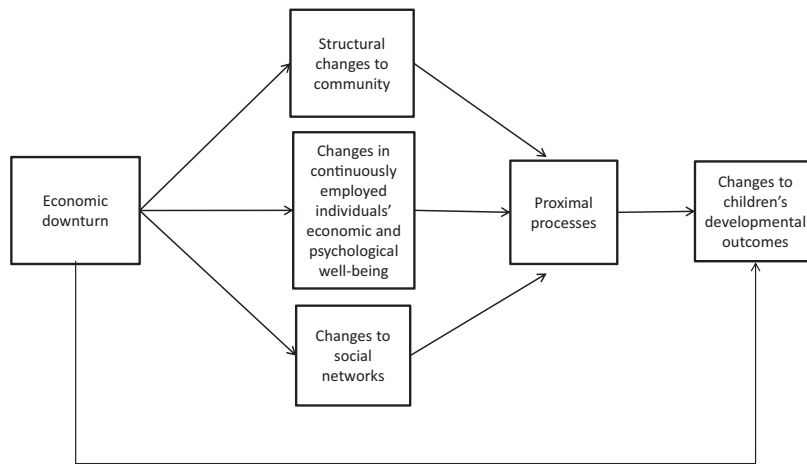 Structural
changes to
community
Economic
downturn
Changes in
continuously
employed
individuals’
economic and
psychological
well-being
Changes to
social
networks
Proximal
processes
Changes to
children’s
developmental
outcomes